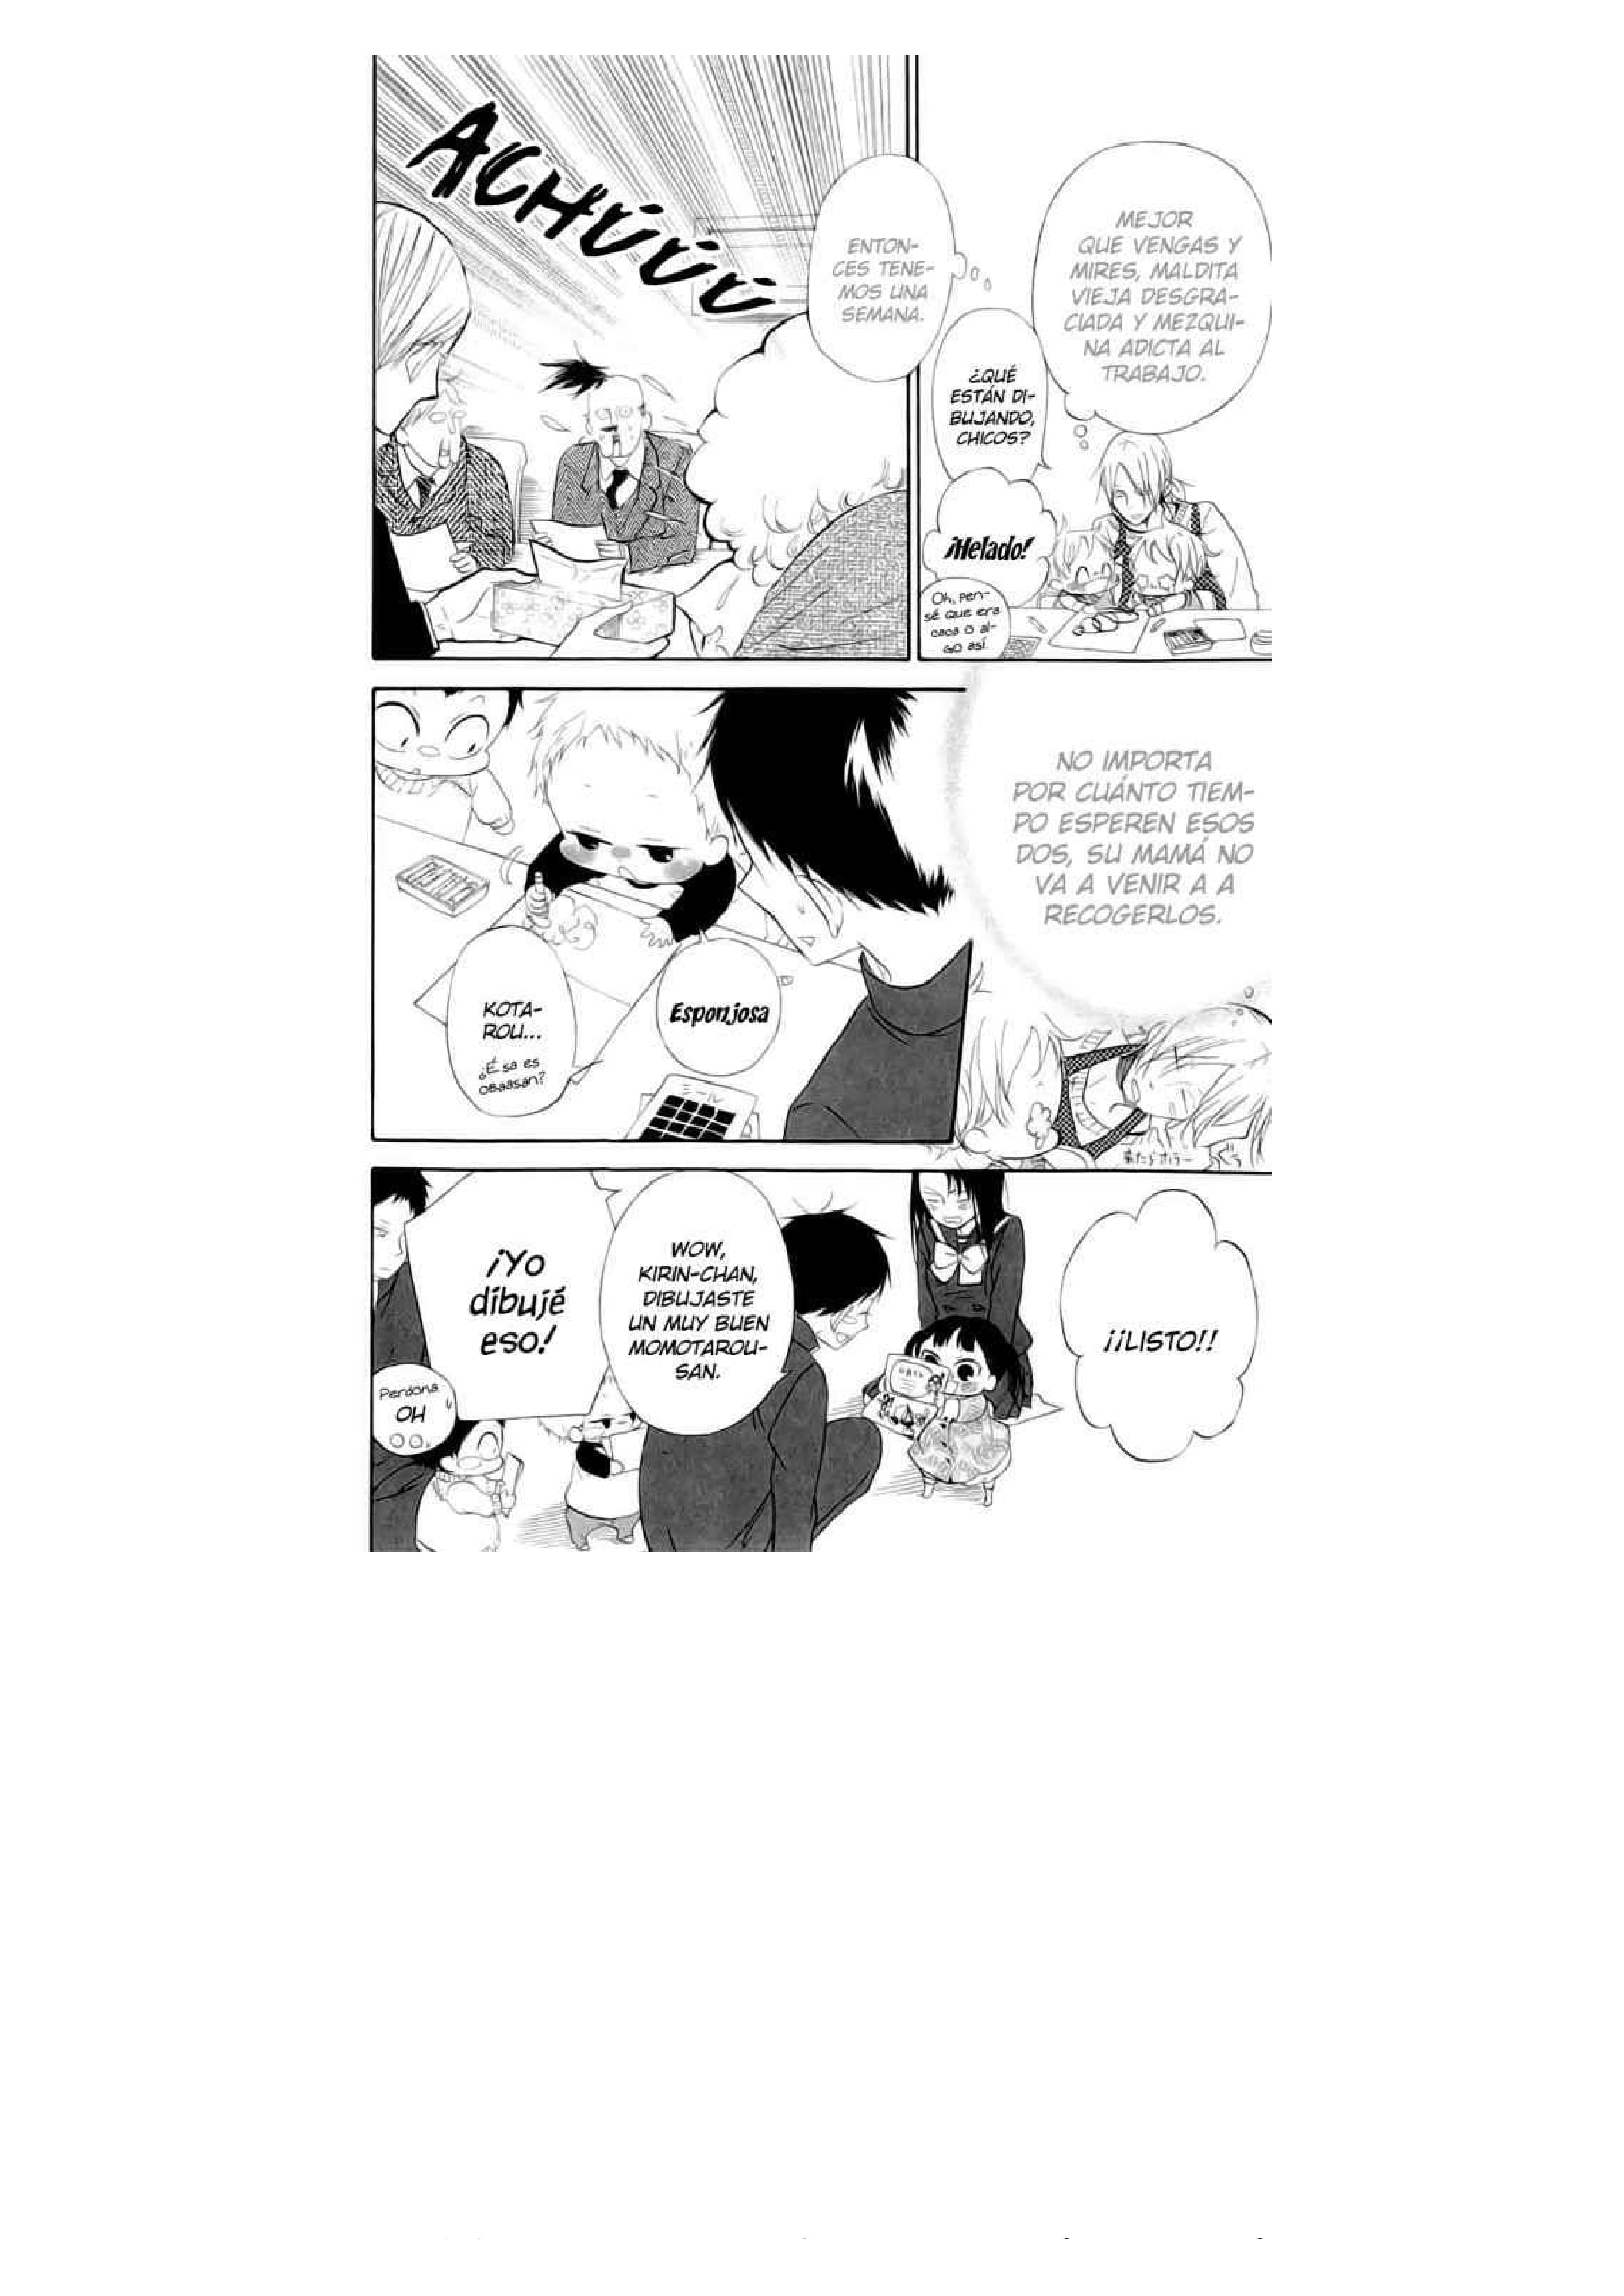 MEJOR
QUE VENGAS Y
MIRES, MALDITA
VIEJA DESGRA-
CIADA Y MEZQUI-
NA ADICTA AL
TRABAJO.
ENTON-
CES TENE-
MOS UNA
SEMANA.
¿QUÉ
ESTÁN DI-
BUJANDO,
CHICOS?
¡Helado!
Oh, pen-
sé que era
caca o al-
go así.
ACHÚÚÚ
NO IMPORTA
POR CUÁNTO TIEM-
PO ESPEREN ESOS
DOS, SU MAMÁ NO
VA A VENIR A A
RECOGERLOS.
Esponjosa
KOTA-
ROU...
¿É sa es
obaasan?
シール
¡¡LISTO!!
WOW,
KIRIN-CHAN,
DIBUJASTE
UN MUY BUEN
MOMOTAROU-
SAN.
¡Yo
dibujé
eso!
Perdona
OH